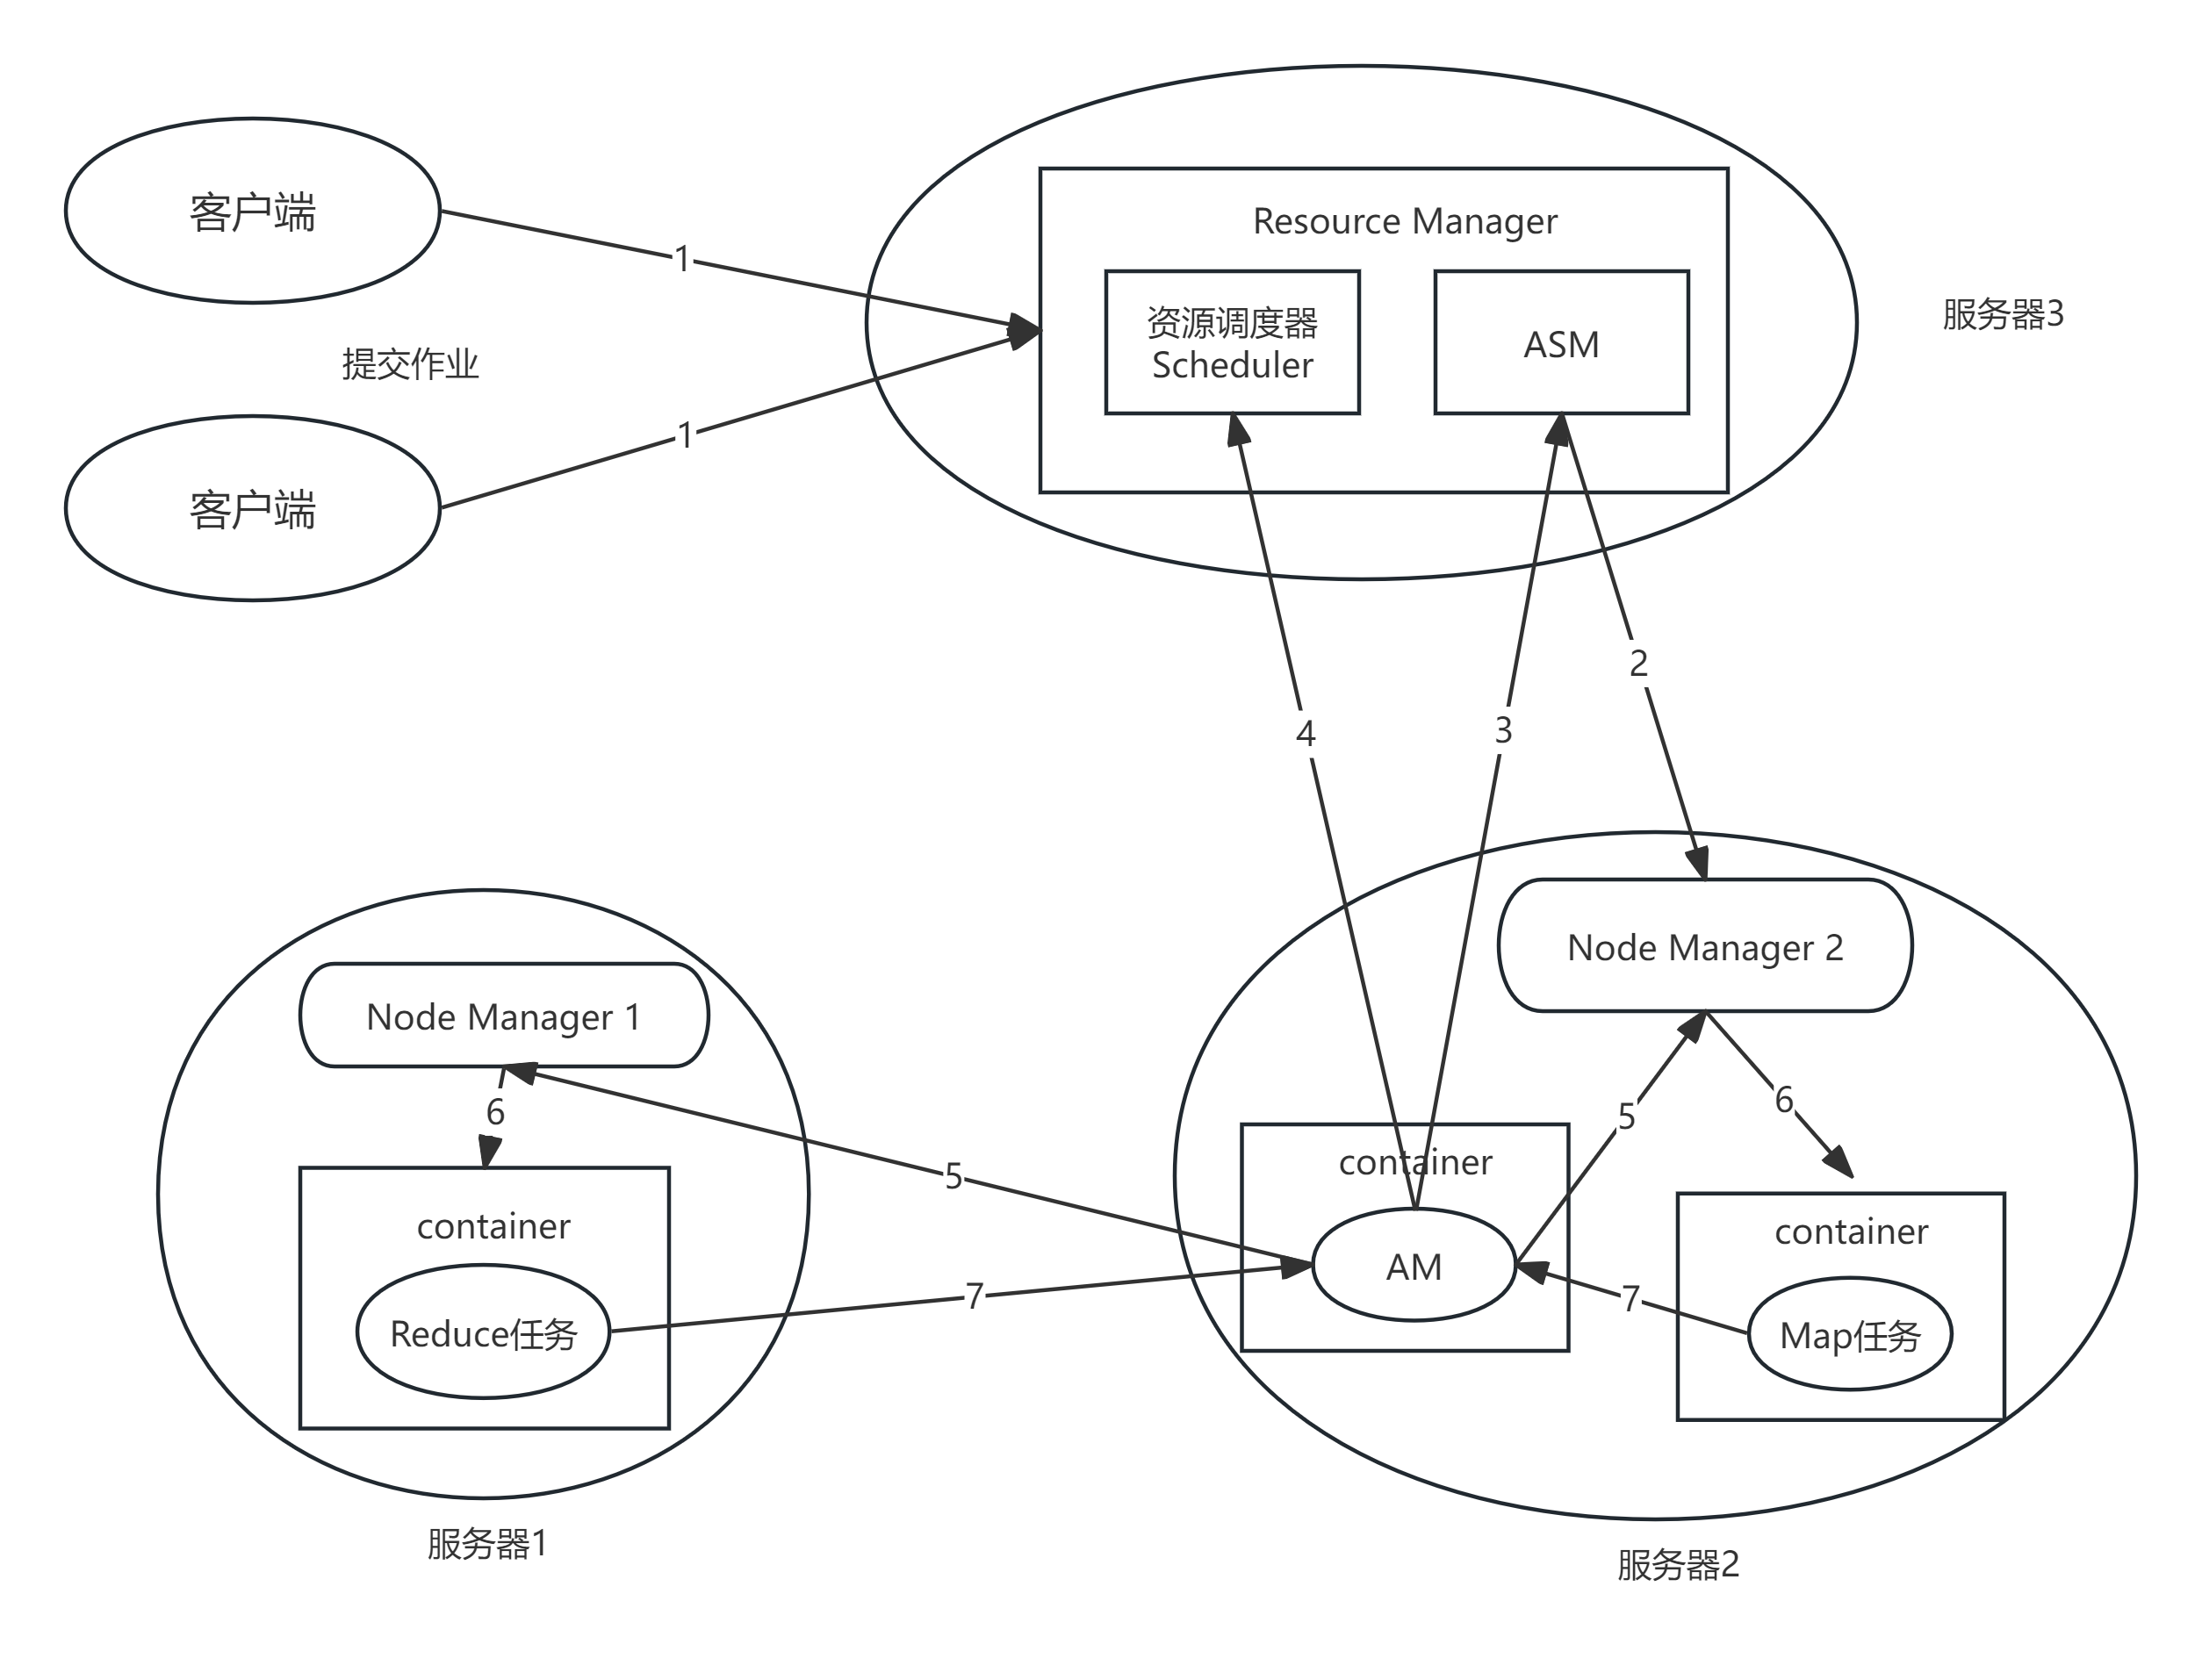 客户端
1
提交作业
1
客户端
Resource Manager
资源调度器
Scheduler
ASM
服务器3
2
4
3
Node Manager 1
6
container
Reduce任务
服务器1
5
7
Node Manager 2
5
6
container
AM
7
container
Map任务
服务器2